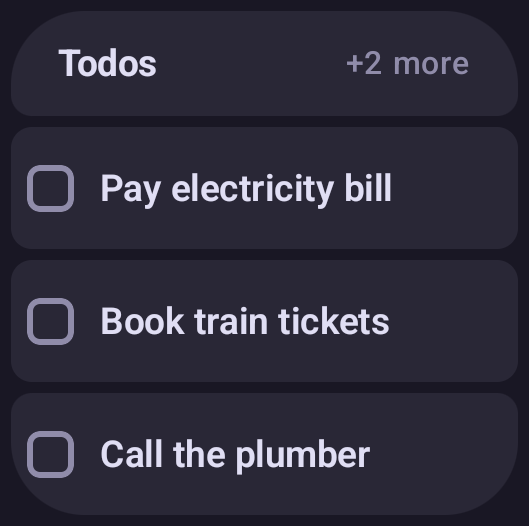 Todos +2 more
Pay electricity bill
Book train tickets
Call the plumber